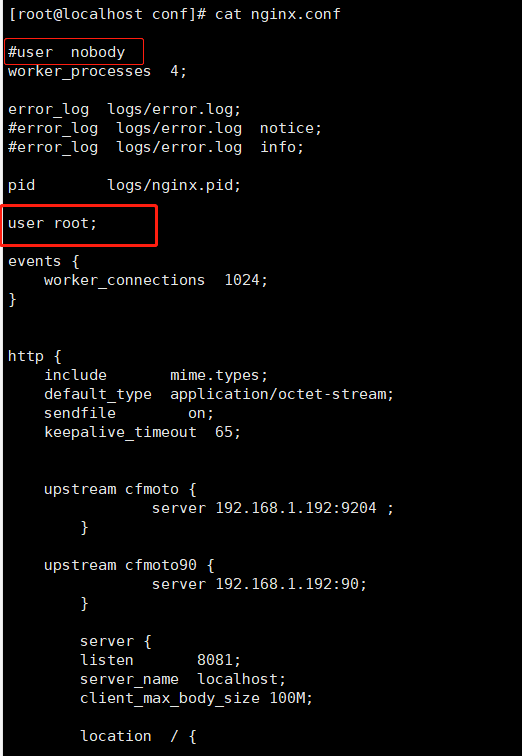 [root@localhost conf]# cat nginx.conf
#user  nobody
worker_processes  4;
error_log  logs/error.log;
#error_log  logs/error.log  notice;
#error_log  logs/error.log  info;
pid        logs/nginx.pid;
user root;
events {
    worker_connections  1024;
}
http {
    include       mime.types;
    default_type  application/octet-stream;
    sendfile        on;
    keepalive_timeout  65;
    upstream cfmoto {
                server 192.168.1.192:9204 ;
        }
    upstream cfmoto90 {
                server 192.168.1.192:90;
        }
        server {
        listen       8081;
        server_name  localhost;
        client_max_body_size 100M;
        location  / {